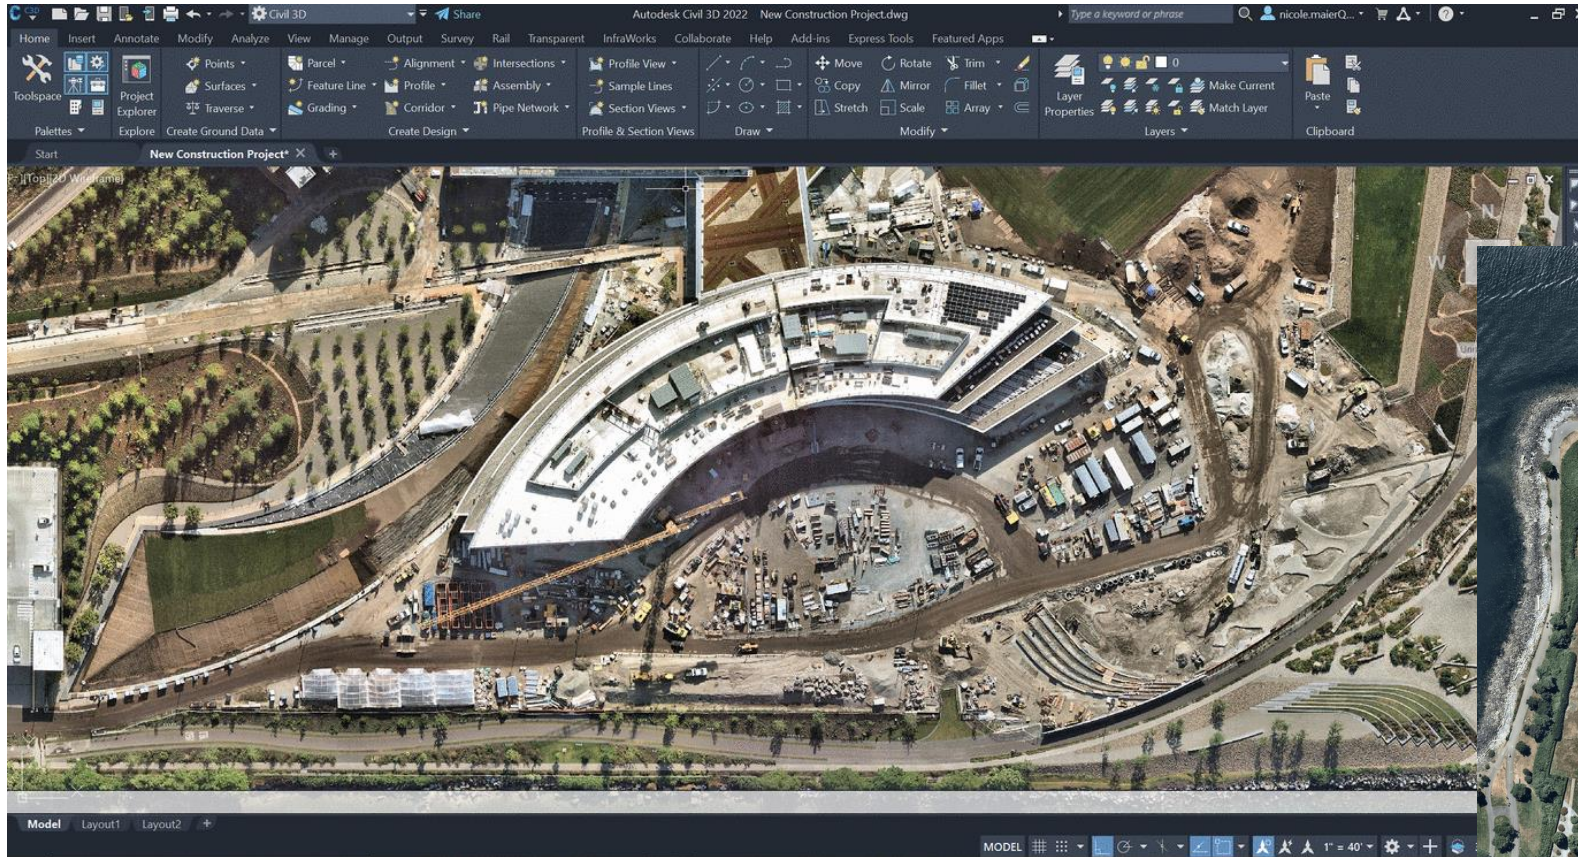 C3D Civil 3D Share Autodesk Civil 3D 2022 New Construction Project.dwg Type a keyword or phrase nicole.maierQ...
Home Insert Annotate Modify Analyze View Manage Output Survey Rail Transparent InfraWorks Collaborate Help Add-ins Express Tools Featured Apps
Points Parcel Alignment Intersections Profile View Move Rotate Trim 0
Toolspace Project Explorer Surfaces Feature Line Profile Assembly Sample Lines Copy Mirror Fillet Layer Properties Make Current Paste
Traverse Grading Corridor Pipe Network Section Views Stretch Scale Array Match Layer
Palettes Explore Create Ground Data Create Design Profile & Section Views Draw Modify Layers Clipboard
Start New Construction Project* +
[Top][2D Wireframe]
N
W
Model Layout1 Layout2 +
MODEL 1" = 40'